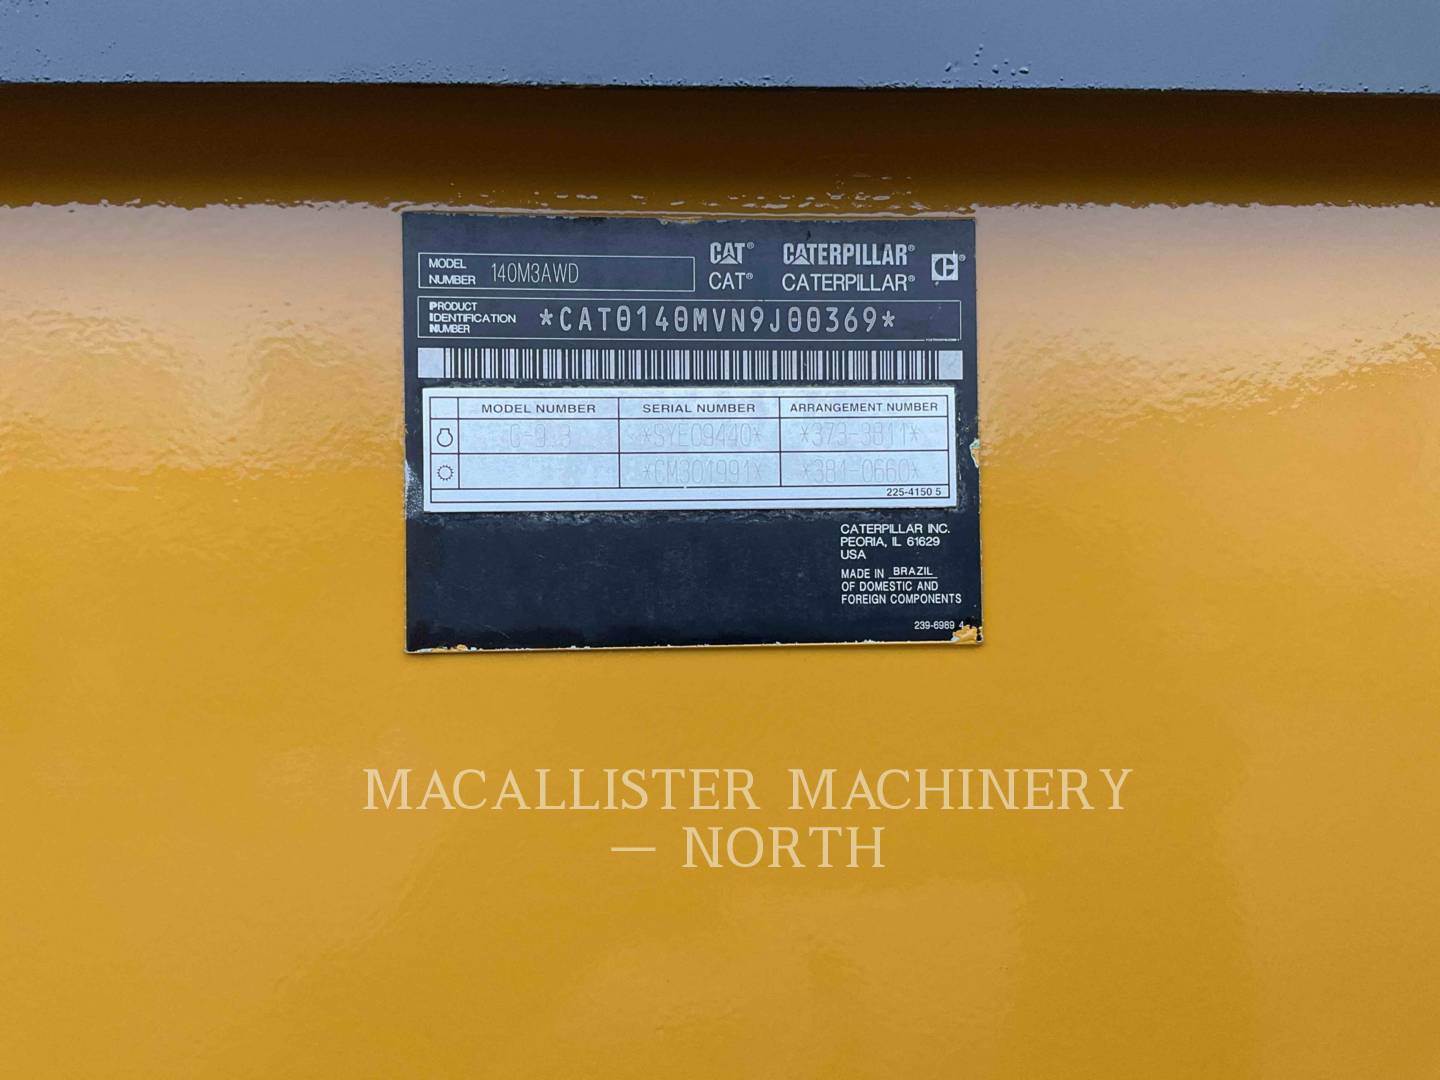 CAT® CATERPILLAR®
MODEL NUMBER 140M3AWD
CAT® CATERPILLAR®
PRODUCT IDENTIFICATION NUMBER *CAT0140MVN9J00369*
MODEL NUMBER SERIAL NUMBER ARRANGEMENT NUMBER
*SYE09440* *373-3811*
*GM301991* *384-0660*
225-4150 5
CATERPILLAR INC.
PEORIA, IL 61629
USA
MADE IN BRAZIL
OF DOMESTIC AND
FOREIGN COMPONENTS
239-6989 4
MACALLISTER MACHINERY
— NORTH